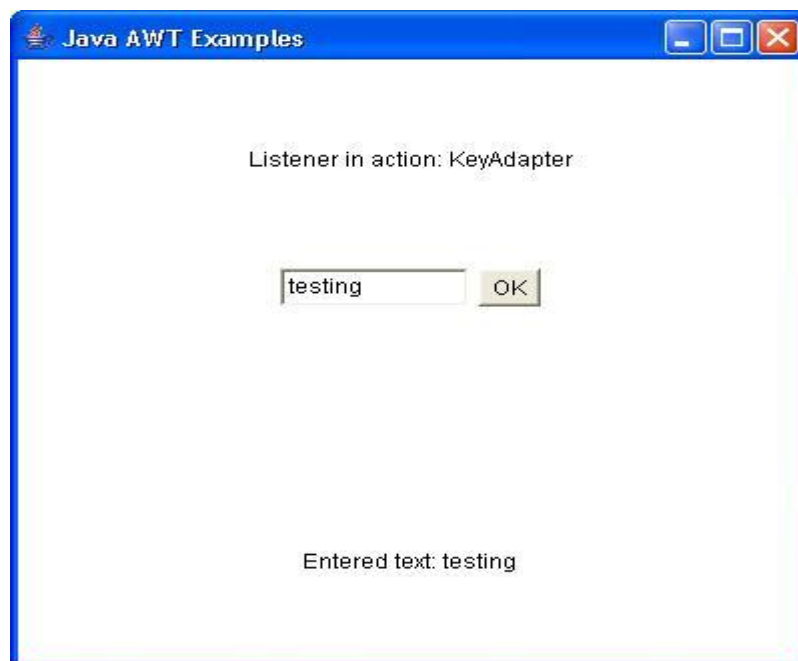 Java AWT Examples
Listener in action: KeyAdapter
testing OK
Entered text: testing